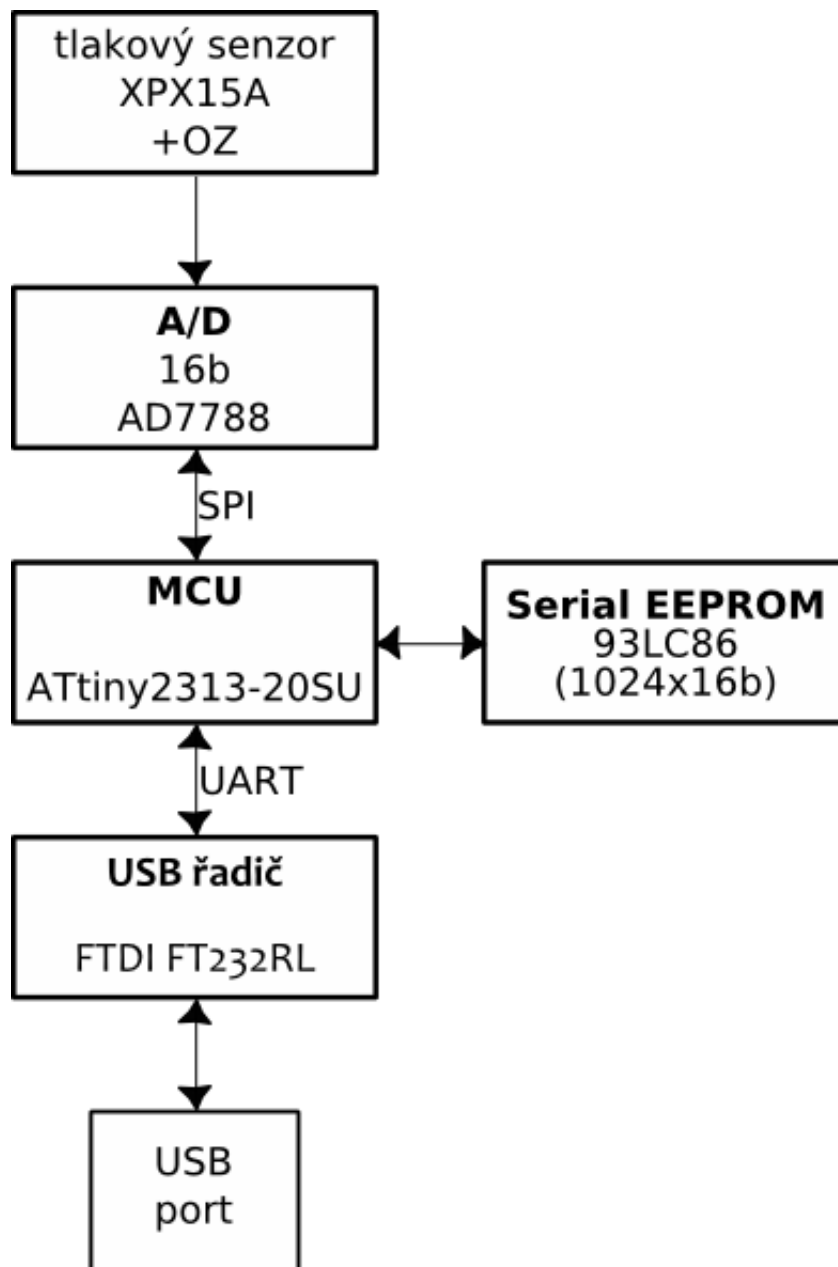 tlakový senzor
XPX15A
+OZ
A/D
16b
AD7788
SPI
MCU
ATtiny2313-20SU
Serial EEPROM
93LC86
(1024x16b)
UART
USB řadič
FTDI FT232RL
USB
port